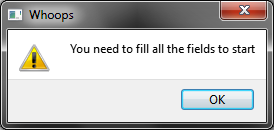 Whoops
You need to fill all the fields to start
OK